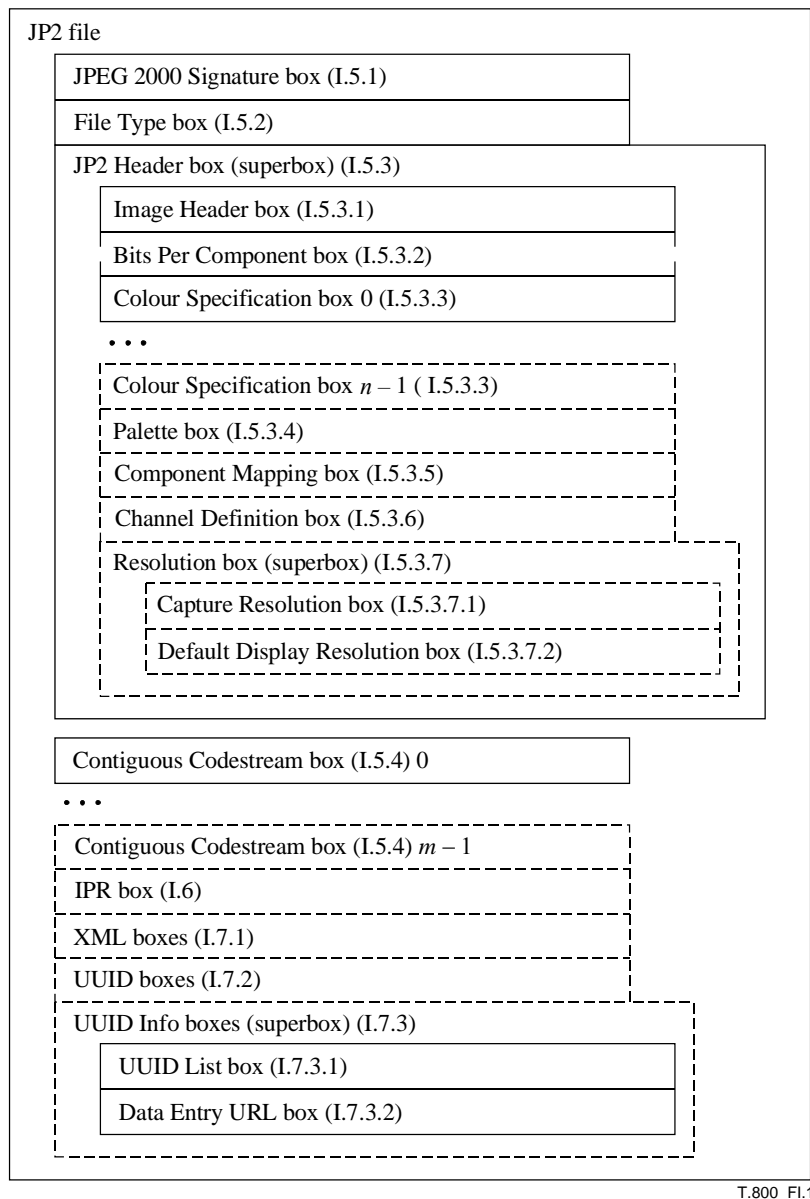 JP2 file
JPEG 2000 Signature box (I.5.1)
File Type box (I.5.2)
JP2 Header box (superbox) (I.5.3)
Image Header box (I.5.3.1)
Bits Per Component box (I.5.3.2)
Colour Specification box 0 (I.5.3.3)
• • •
Colour Specification box n – 1 ( I.5.3.3)
Palette box (I.5.3.4)
Component Mapping box (I.5.3.5)
Channel Definition box (I.5.3.6)
Resolution box (superbox) (I.5.3.7)
Capture Resolution box (I.5.3.7.1)
Default Display Resolution box (I.5.3.7.2)
Contiguous Codestream box (I.5.4) 0
• • •
Contiguous Codestream box (I.5.4) m – 1
IPR box (I.6)
XML boxes (I.7.1)
UUID boxes (I.7.2)
UUID Info boxes (superbox) (I.7.3)
UUID List box (I.7.3.1)
Data Entry URL box (I.7.3.2)
T.800_FI.1